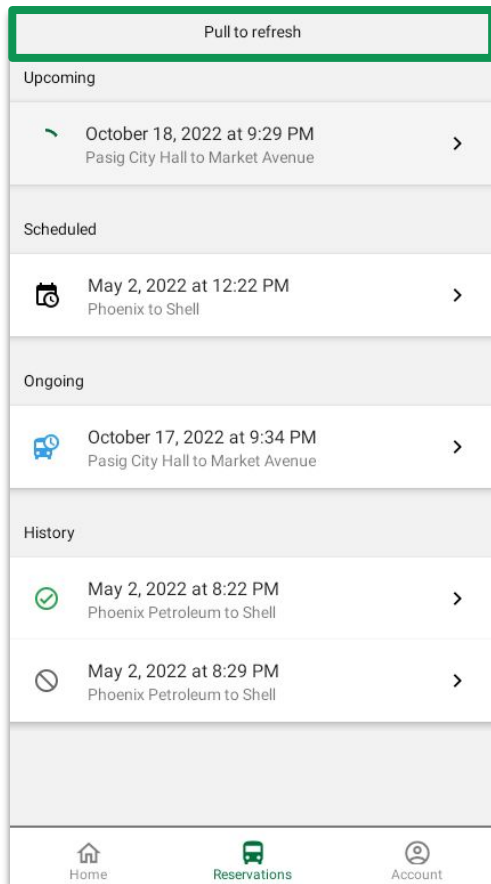 Pull to refresh
Upcoming
October 18, 2022 at 9:29 PM
Pasig City Hall to Market Avenue
Scheduled
May 2, 2022 at 12:22 PM
Phoenix to Shell
Ongoing
October 17, 2022 at 9:34 PM
Pasig City Hall to Market Avenue
History
May 2, 2022 at 8:22 PM
Phoenix Petroleum to Shell
May 2, 2022 at 8:29 PM
Phoenix Petroleum to Shell
Home
Reservations
Account